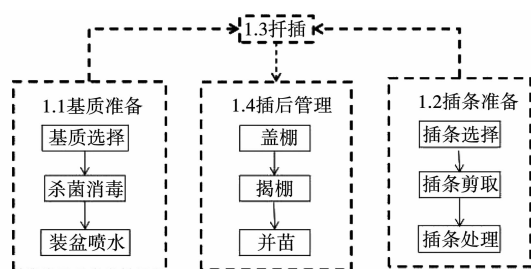 1.3扦插
1.1基质准备
基质选择
杀菌消毒
装盆喷水
1.4插后管理
盖棚
揭棚
并苗
1.2插条准备
插条选择
插条剪取
插条处理